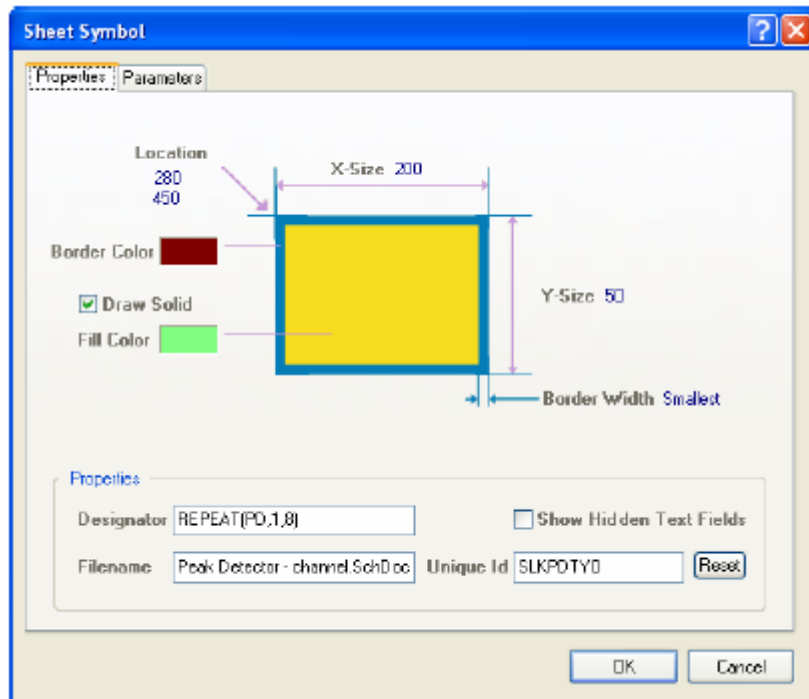 Sheet Symbol
Properties Parameters
Location
280
450
X-Size 200
Border Color
Draw Solid
Fill Color
Y-Size 50
Border Width Smallest
Properties
Designator REPEAT(PD,1,8)
Show Hidden Text Fields
Filename Peak Detector - channel.SchDoc
Unique Id
Reset
OK Cancel